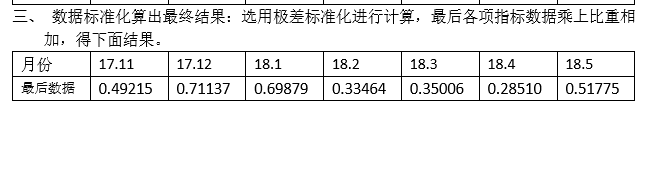 三、 数据标准化算出最终结果：选用极差标准化进行计算，最后各项指标数据乘上比重相
加，得下面结果。
月份 17.11 17.12 18.1 18.2 18.3 18.4 18.5
最后数据 0.49215 0.71137 0.69879 0.33464 0.35006 0.28510 0.51775